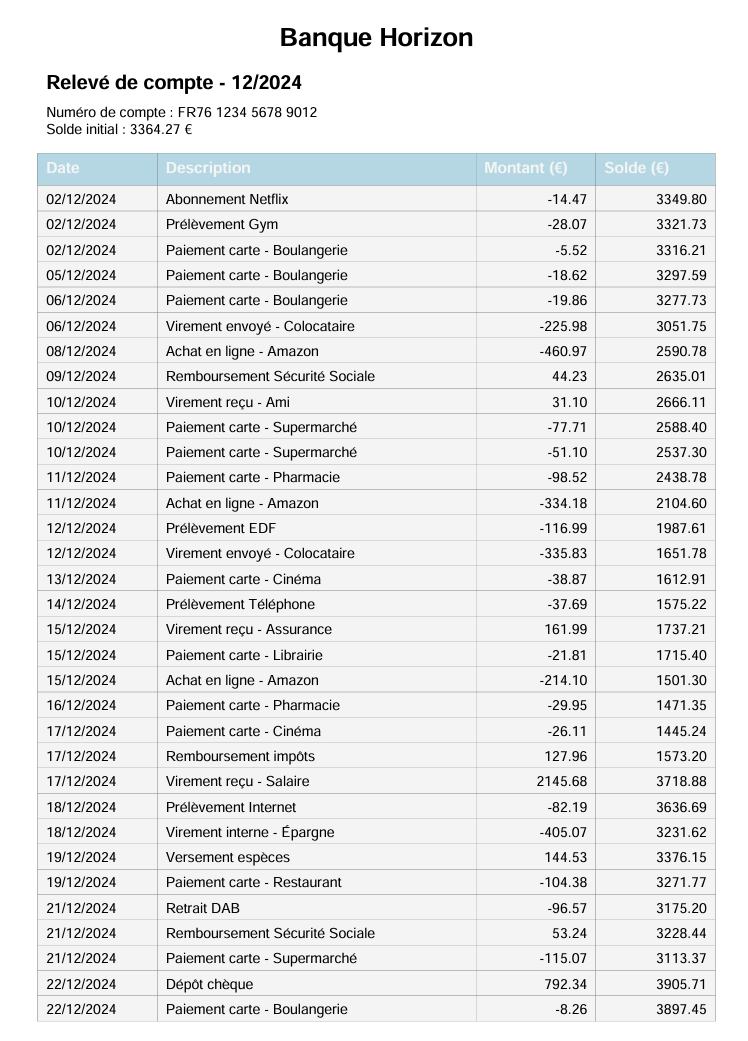 Banque Horizon
Relevé de compte - 12/2024
Numéro de compte : FR76 1234 5678 9012
Solde initial : 3364.27 €
Date Description Montant (€) Solde (€)
02/12/2024 Abonnement Netflix -14.47 3349.80
02/12/2024 Prélèvement Gym -28.07 3321.73
02/12/2024 Paiement carte - Boulangerie -5.52 3316.21
05/12/2024 Paiement carte - Boulangerie -18.62 3297.59
06/12/2024 Paiement carte - Boulangerie -19.86 3277.73
06/12/2024 Virement envoyé - Colocataire -225.98 3051.75
08/12/2024 Achat en ligne - Amazon -460.97 2590.78
09/12/2024 Remboursement Sécurité Sociale 44.23 2635.01
10/12/2024 Virement reçu - Ami 31.10 2666.11
10/12/2024 Paiement carte - Supermarché -77.71 2588.40
10/12/2024 Paiement carte - Supermarché -51.10 2537.30
11/12/2024 Paiement carte - Pharmacie -98.52 2438.78
11/12/2024 Achat en ligne - Amazon -334.18 2104.60
12/12/2024 Prélèvement EDF -116.99 1987.61
12/12/2024 Virement envoyé - Colocataire -335.83 1651.78
13/12/2024 Paiement carte - Cinéma -38.87 1612.91
14/12/2024 Prélèvement Téléphone -37.69 1575.22
15/12/2024 Virement reçu - Assurance 161.99 1737.21
15/12/2024 Paiement carte - Librairie -21.81 1715.40
15/12/2024 Achat en ligne - Amazon -214.10 1501.30
16/12/2024 Paiement carte - Pharmacie -29.95 1471.35
17/12/2024 Paiement carte - Cinéma -26.11 1445.24
17/12/2024 Remboursement impôts 127.96 1573.20
17/12/2024 Virement reçu - Salaire 2145.68 3718.88
18/12/2024 Prélèvement Internet -82.19 3636.69
18/12/2024 Virement interne - Épargne -405.07 3231.62
19/12/2024 Versement espèces 144.53 3376.15
19/12/2024 Paiement carte - Restaurant -104.38 3271.77
21/12/2024 Retrait DAB -96.57 3175.20
21/12/2024 Remboursement Sécurité Sociale 53.24 3228.44
21/12/2024 Paiement carte - Supermarché -115.07 3113.37
22/12/2024 Dépôt chèque 792.34 3905.71
22/12/2024 Paiement carte - Boulangerie -8.26 3897.45